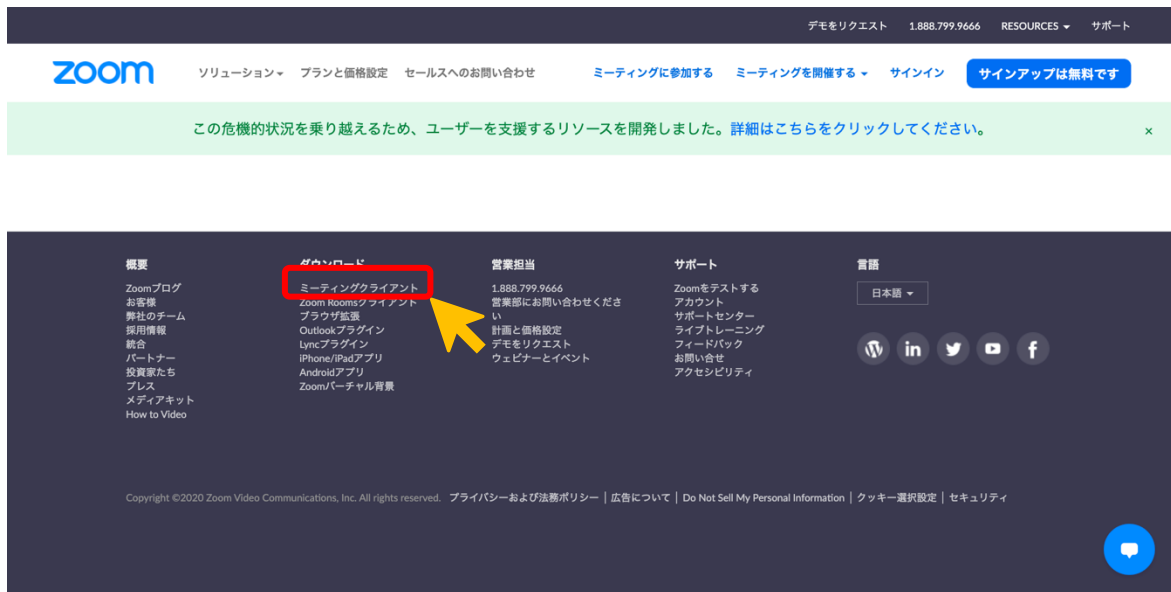 デモをリクエスト 1.888.799.9666 RESOURCES サポート
zoom ソリューション プランと価格設定 セールスへのお問い合わせ ミーティングに参加する ミーティングを開催する サインイン サインアップは無料です
この危機的状況を乗り越えるため、ユーザーを支援するリソースを開発しました。詳細はこちらをクリックしてください。 ×
概要
Zoomブログ
お客様
弊社のチーム
採用情報
統合
パートナー
投資家たち
プレス
メディアキット
How to Video
ダウンロード
ミーティングクライアント
Zoom Roomsクライアント
ブラウザ拡張
Outlookプラグイン
Lyncプラグイン
iPhone/iPadアプリ
Androidアプリ
Zoomバーチャル背景
営業担当
1.888.799.9666
営業部にお問い合わせくださ
い
計画と価格設定
デモをリクエスト
ウェビナーとイベント
サポート
Zoomをテストする
アカウント
サポートセンター
ライブトレーニング
フィードバック
お問い合せ
アクセシビリティ
言語
日本語
in f
Copyright ©2020 Zoom Video Communications, Inc. All rights reserved. プライバシーおよび法務ポリシー | 広告について | Do Not Sell My Personal Information | クッキー選択設定 | セキュリティ